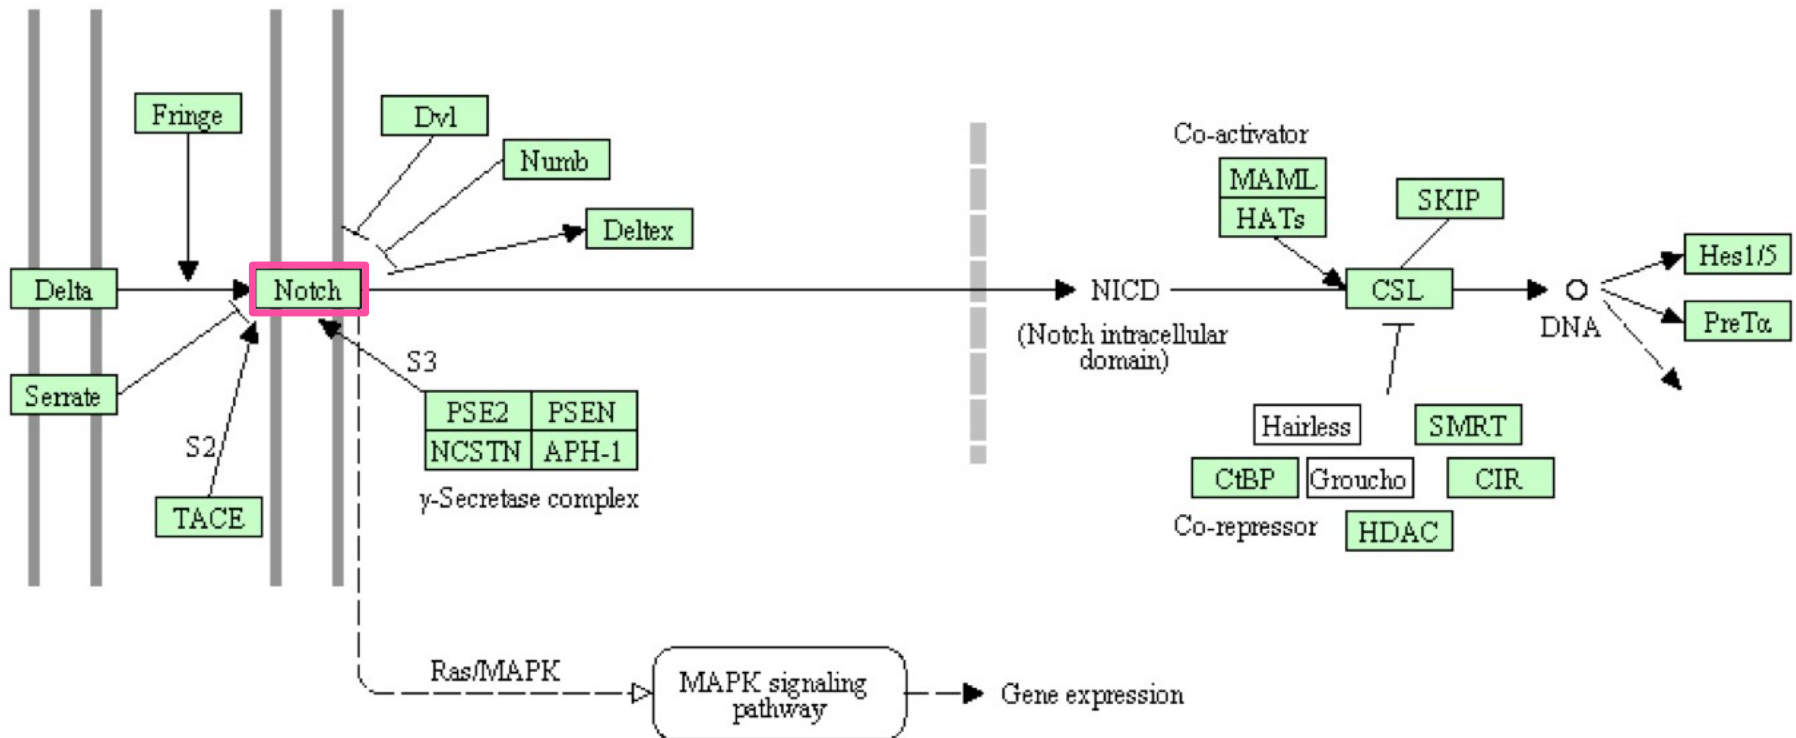 Fringe
Dvl
Numb
Deltex
Delta
Notch
Serrate
S2
S3
TACE
PSE2
PSEN
NCSTN
APH-1
γ-Secretase complex
Ras/MAPK
MAPK signaling
pathway
Gene expression
NICD
(Notch intracellular
domain)
Co-activator
MAML
HATs
SKIP
CSL
DNA
Hes1/5
PreTα
Hairless
SMRT
CtBP
Groucho
CIR
Co-repressor
HDAC